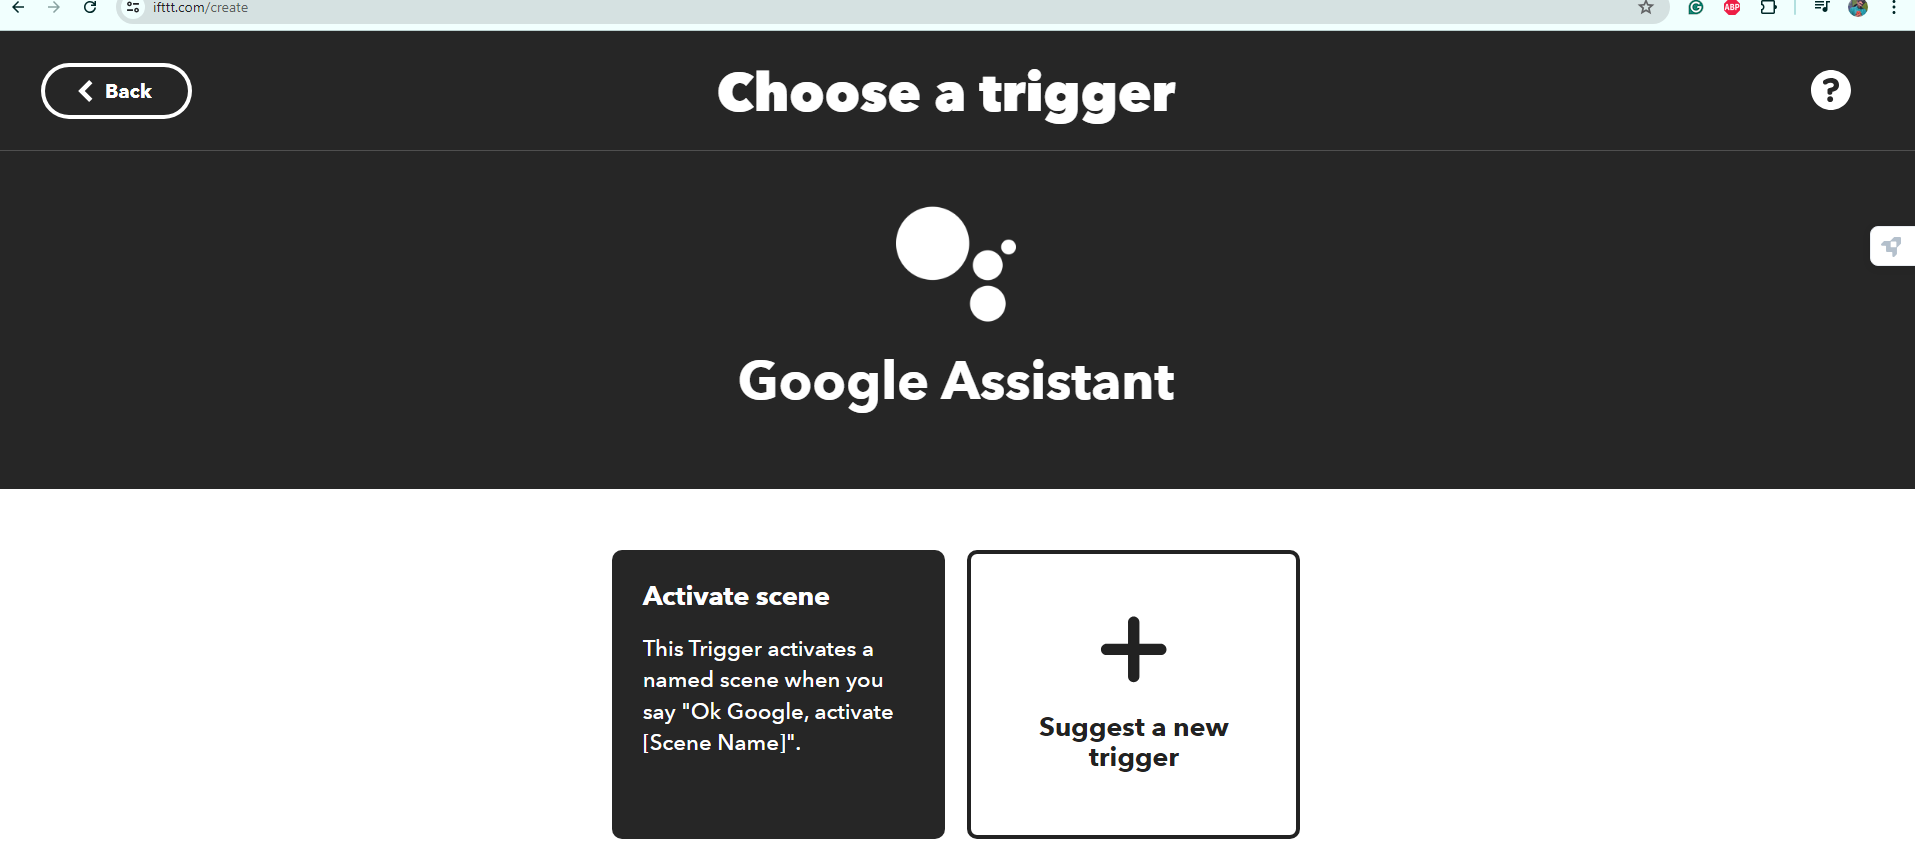 ifttt.com/create
ABP
Back
Choose a trigger
?
Google Assistant
Activate scene
This Trigger activates a
named scene when you
say "Ok Google, activate
[Scene Name]".
Suggest a new
trigger